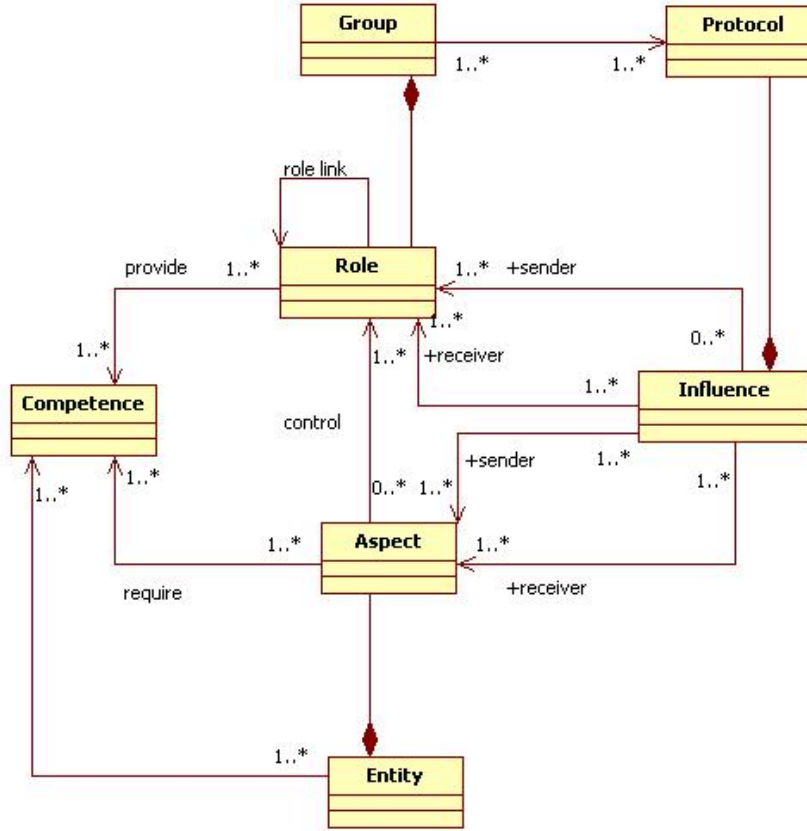 Group
Protocol
1..*
1..*
role link
Role
provide
1..*
1..*
+sender
1..*
0..*
1..*
+receiver
1..*
1..*
Competence
Influence
control
+sender
1..*
1..*
1..*
1..*
1..*
0..*
1..*
1..*
Aspect
require
+receiver
1..*
Entity